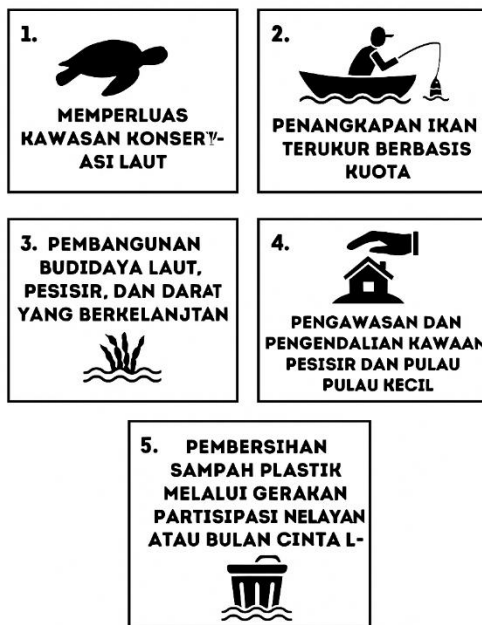 1.
MEMPERLUAS
KAWASAN KONSERV-
ASI LAUT
2.
PENANGKAPAN IKAN
TERUKUR BERBASIS
KUOTA
3. PEMBANGUNAN
BUDIDAYA LAUT,
PESISIR, DAN DARAT
YANG BERKELANJTAN
4.
PENGAWASAN DAN
PENGENDALIAN KAWAAN
PESISIR DAN PULAU
PULAU KECIL
5. PEMBERSIHAN
SAMPAH PLASTIK
MELALUI GERAKAN
PARTISIPASI NELAYAN
ATAU BULAN CINTA L-